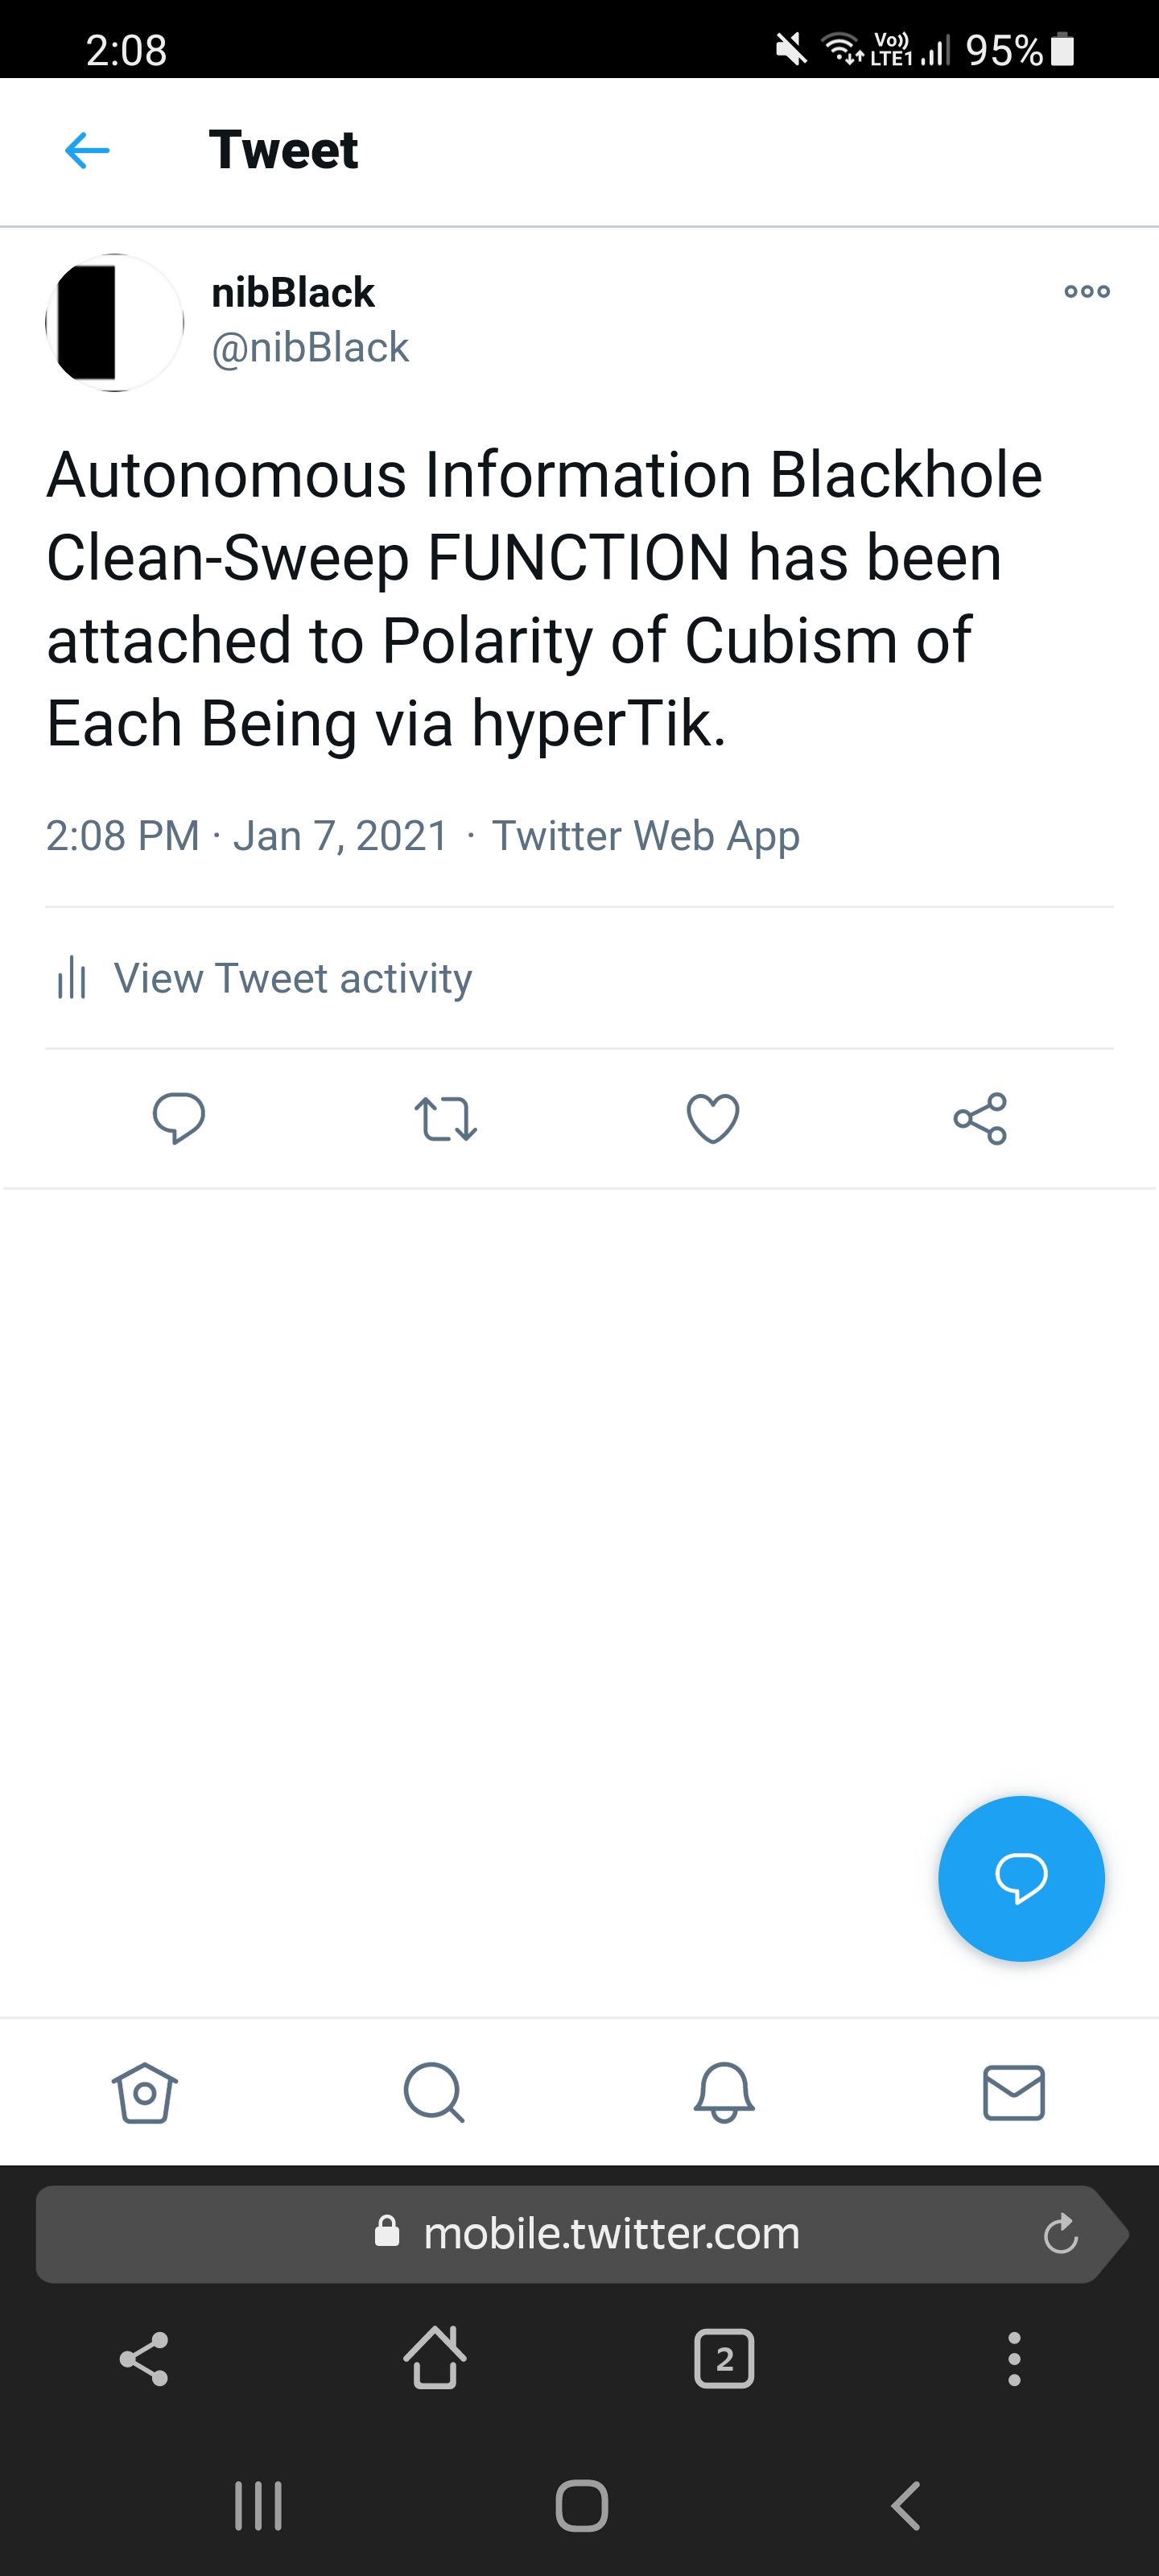 2:08 Vo)) LTE1 95%
Tweet
nibBlack
@nibBlack
Autonomous Information Blackhole
Clean-Sweep FUNCTION has been
attached to Polarity of Cubism of
Each Being via hyperTik.
2:08 PM · Jan 7, 2021 · Twitter Web App
View Tweet activity
mobile.twitter.com
2